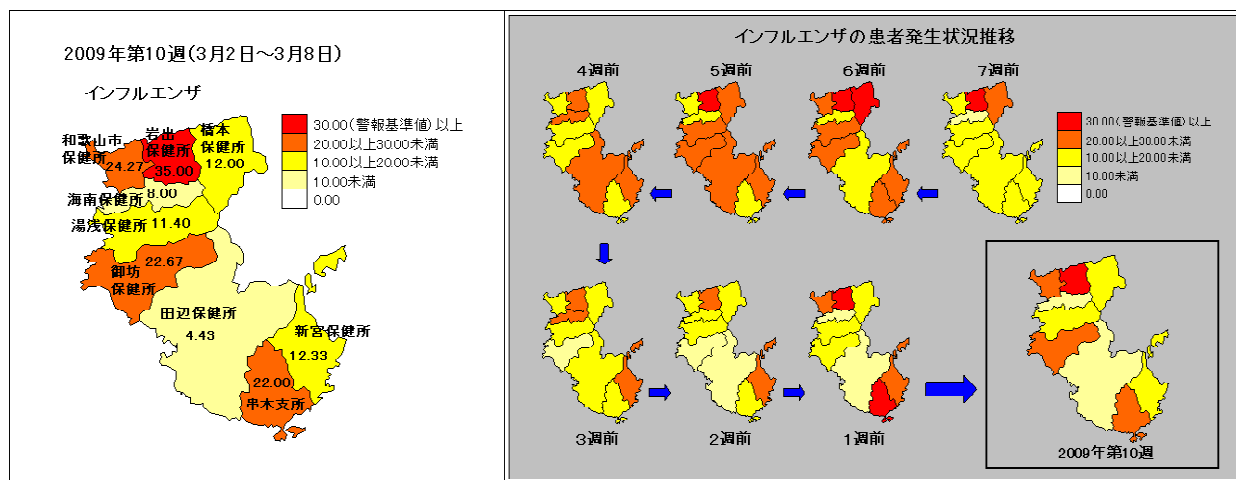 2009年第10週(3月2日～3月8日)
インフルエンザ
30.00(警報基準値)以上
20.00以上30.00未満
10.00以上20.00未満
10.00未満
0.00
和歌山市
保健所
24.27
岩出
保健所
35.00
橋本
保健所
12.00
8.00
海南保健所
湯浅保健所
11.40
22.67
御坊
保健所
田辺保健所
4.43
新宮保健所
12.33
22.00
串本支所
インフルエンザの患者発生状況推移
4週前
5週前
6週前
7週前
30.00(警報基準値)以上
20.00以上30.00未満
10.00以上20.00未満
10.00未満
0.00
3週前
2週前
1週前
2009年第10週